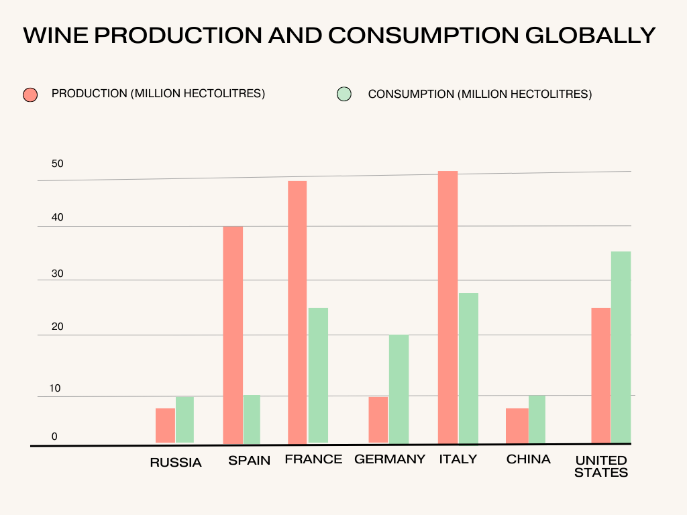 WINE PRODUCTION AND CONSUMPTION GLOBALLY
PRODUCTION (MILLION HECTOLITRES)
CONSUMPTION (MILLION HECTOLITRES)
50
40
30
20
10
0
RUSSIA
SPAIN
FRANCE
GERMANY
ITALY
CHINA
UNITED
STATES